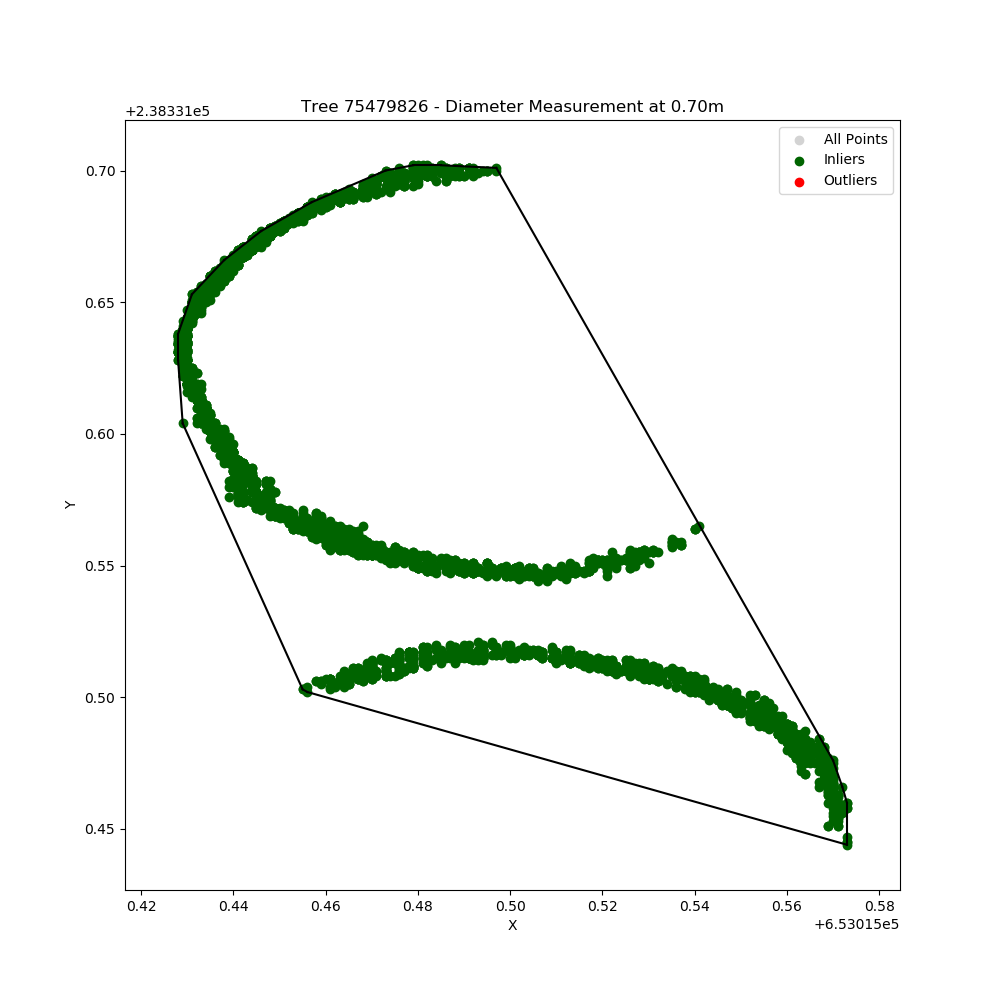 Tree 75479826 - Diameter Measurement at 0.70m
+2.38331e5
All Points
Inliers
Outliers
0.70
0.65
0.60
0.55
0.50
0.45
Y
0.42 0.44 0.46 0.48 0.50 0.52 0.54 0.56 0.58
X
+6.53015e5